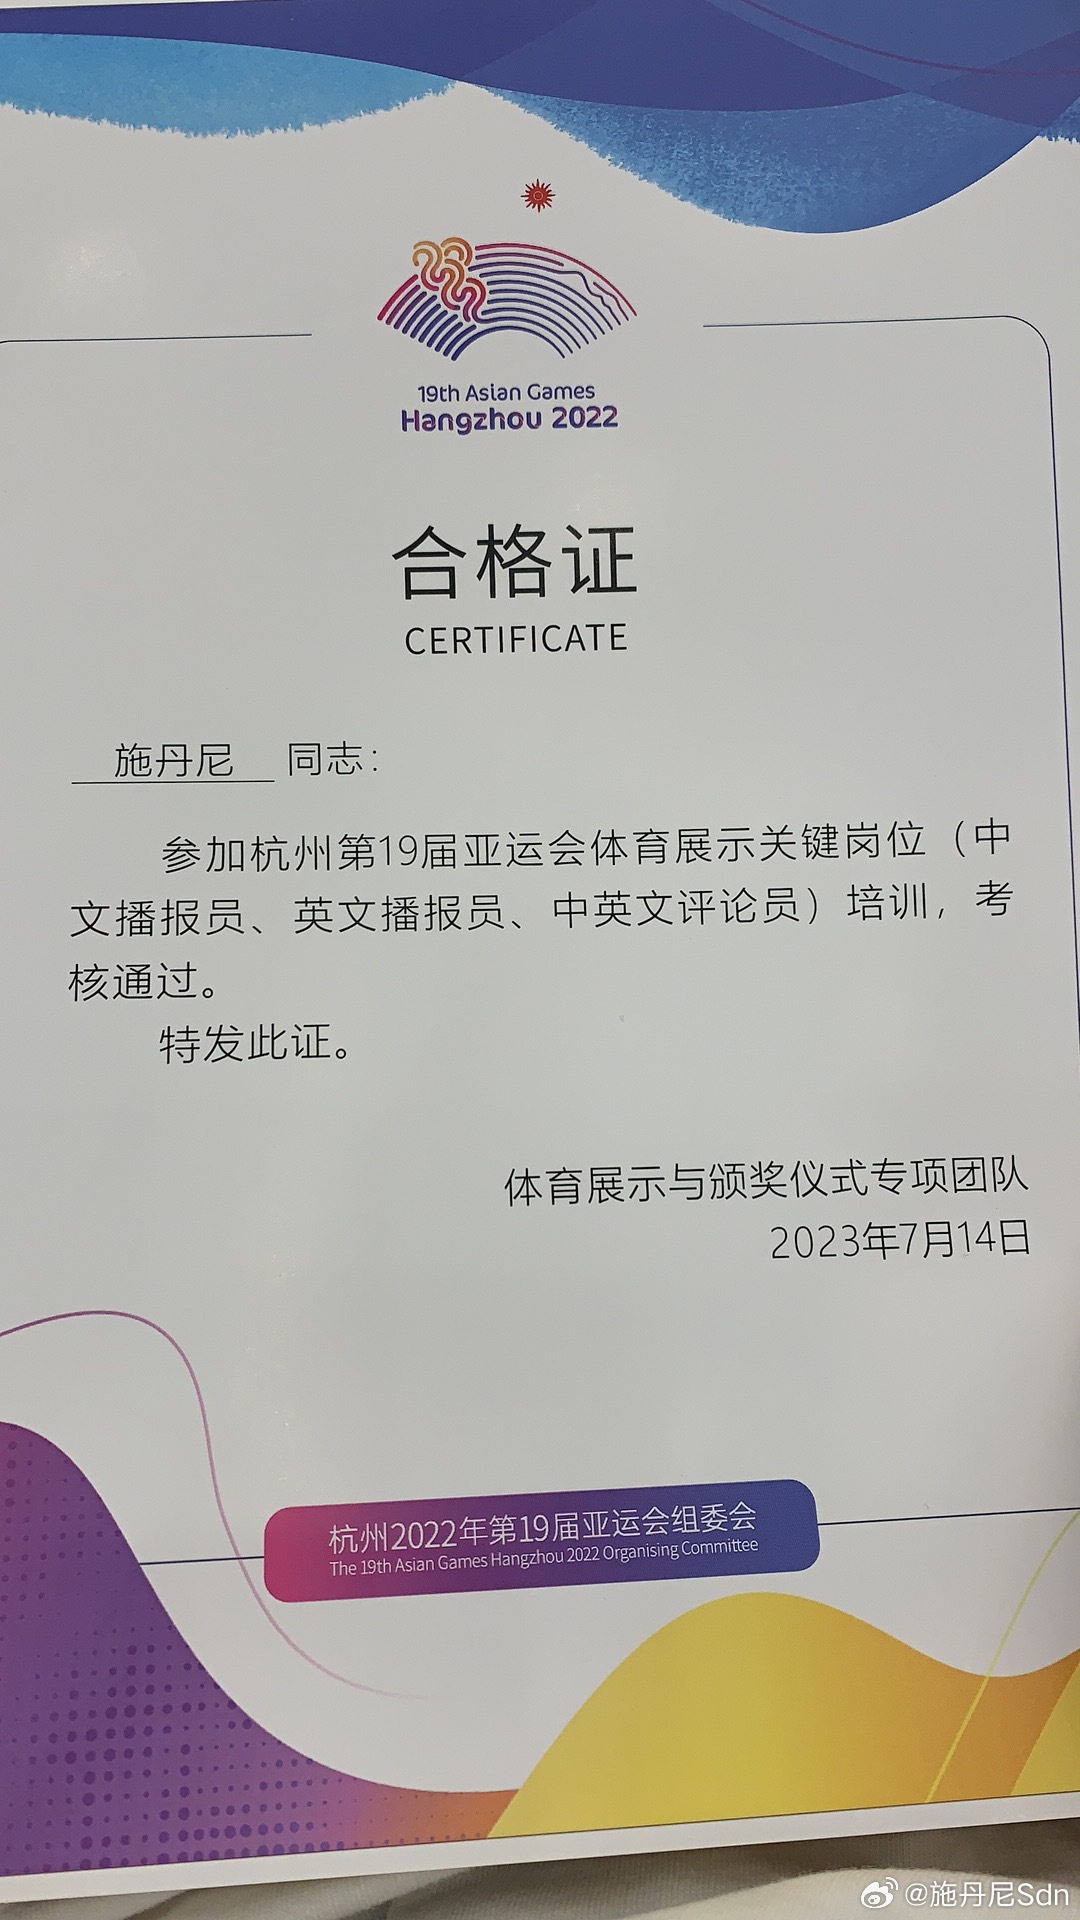 19th Asian Games
Hangzhou 2022
合格证
CERTIFICATE
施丹尼 同志：
参加杭州第19届亚运会体育展示关键岗位（中
文播报员、英文播报员、中英文评论员）培训，考
核通过。
特发此证。
体育展示与颁奖仪式专项团队
2023年7月14日
杭州2022年第19届亚运会组委会
The 19th Asian Games Hangzhou 2022 Organising Committee
@施丹尼Sdn